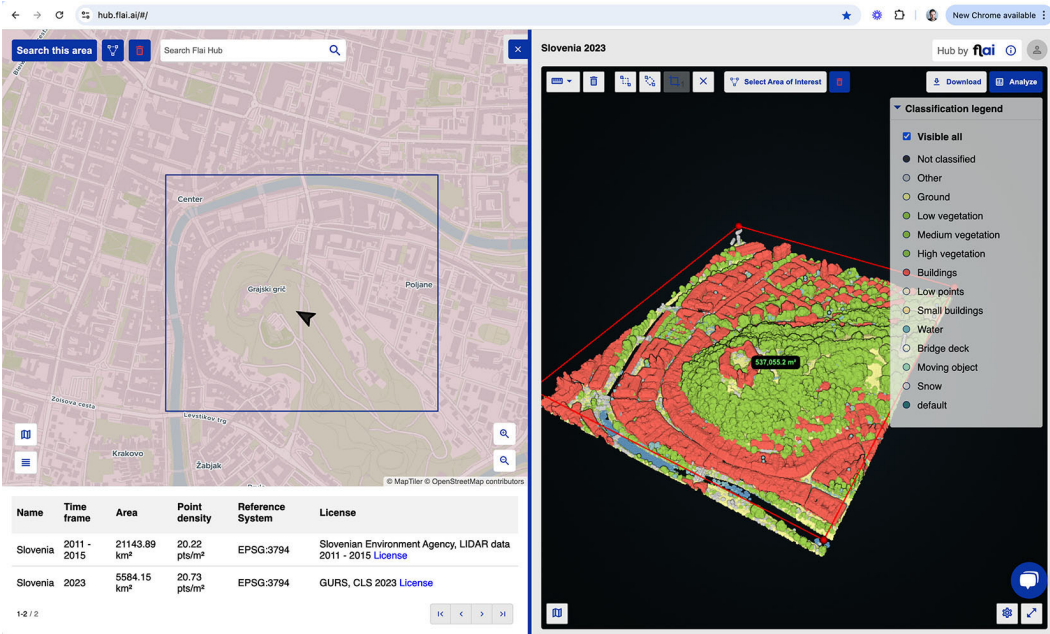 hub.flai.ai/#/
New Chrome available
Search this area
Search Flai Hub
Center
Grajski grič
Poljane
Zoisova cesta
Levstikov trg
Krakovo
Žabjak
© MapTiler © OpenStreetMap contributors
Name Time frame Area Point density Reference System License
Slovenia 2011 - 2015 21143.89 km² 20.22 pts/m² EPSG:3794 Slovenian Environment Agency, LIDAR data 2011 - 2015 License
Slovenia 2023 5584.15 km² 20.73 pts/m² EPSG:3794 GURS, CLS 2023 License
1-2 / 2
Slovenia 2023
Hub by flai
Select Area of Interest
Download
Analyze
Classification legend
Visible all
Not classified
Other
Ground
Low vegetation
Medium vegetation
High vegetation
Buildings
Low points
Small buildings
Water
Bridge deck
Moving object
Snow
default
537,055.2 m²